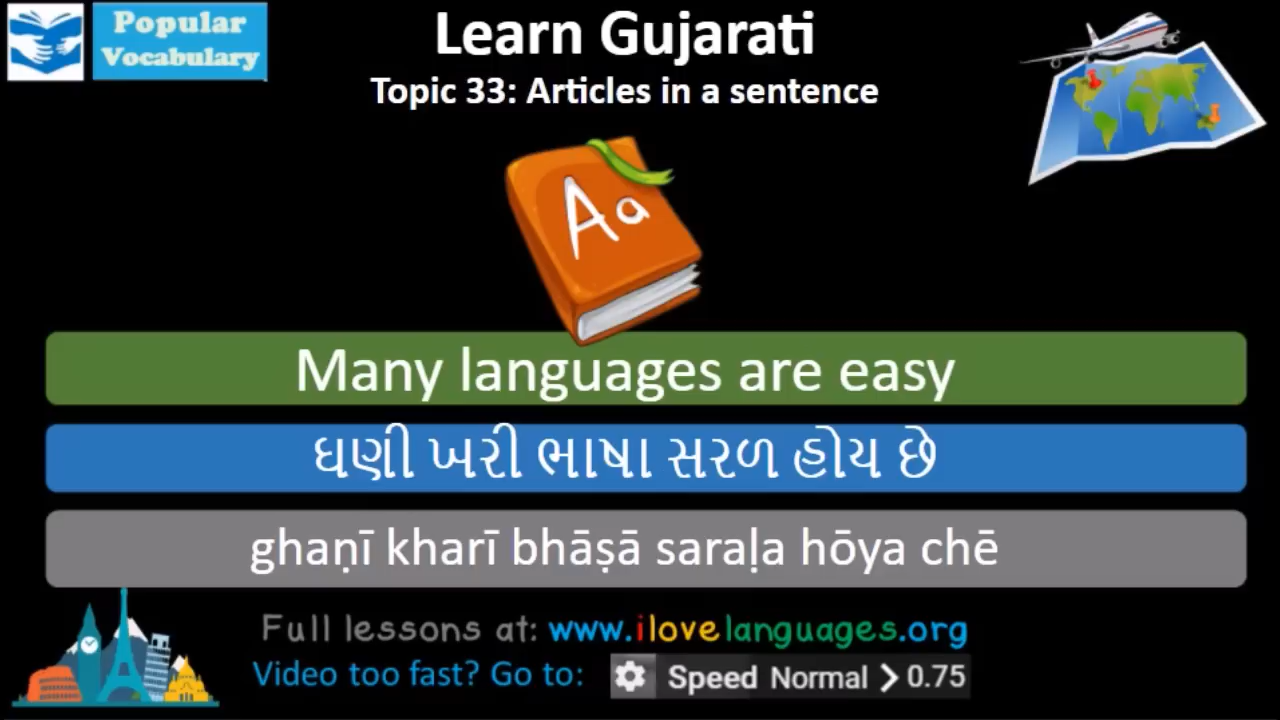 Popular
Vocabulary
Learn Gujarati
Topic 33: Articles in a sentence
Aa
Many languages are easy
ઘણી ખરી ભાષા સરળ હોય છે
ghaṇī kharī bhāṣā saraḷa hōya chē
Full lessons at: www.ilovelanguages.org
Video too fast? Go to: Speed Normal > 0.75